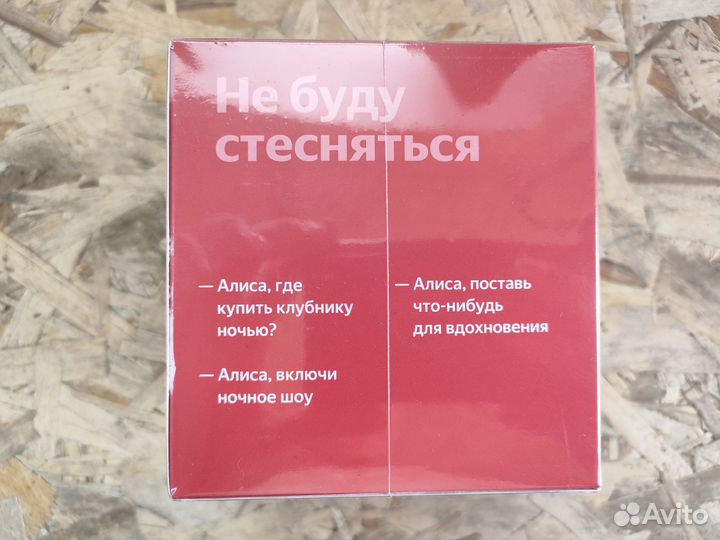 Не буду
стесняться
— Алиса, где
купить клубнику
ночью?
— Алиса, включи
ночное шоу
— Алиса, поставь
что-нибудь
для вдохновения
Avito